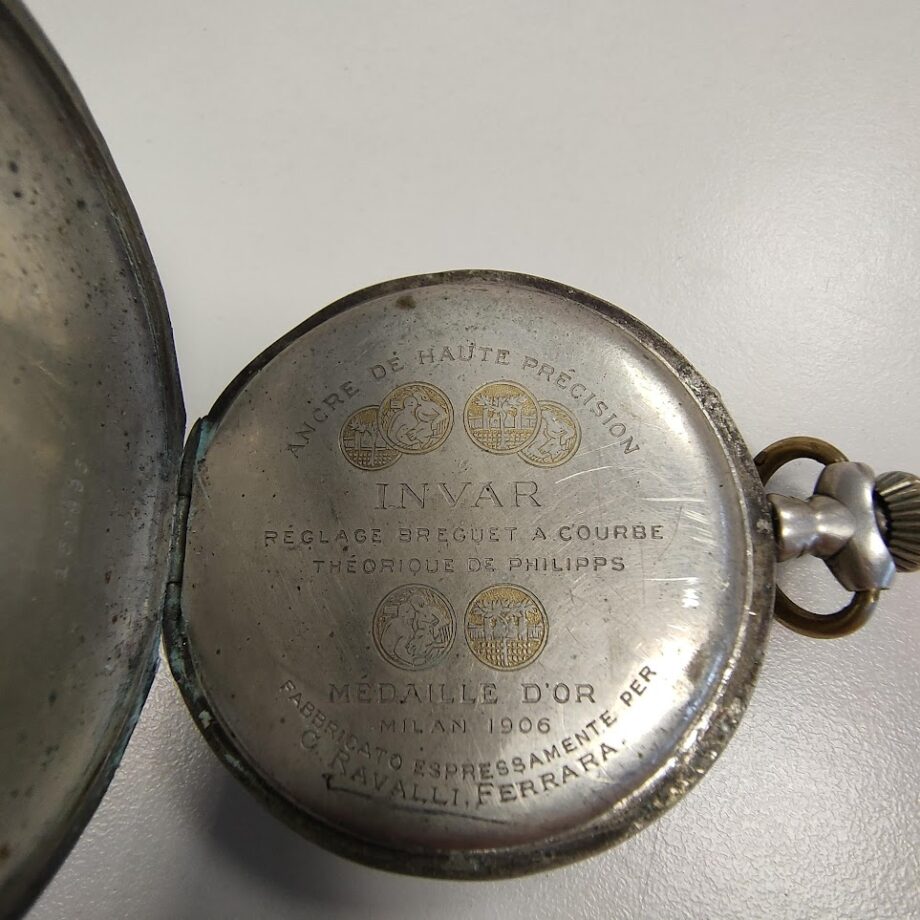 ANCRE DE HAUTE PRÉCISION
INVAR
RÉGLAGE BREGUET A COURBE
THÉORIQUE DE PHILIPPS
MÉDAILLE D'OR
MILAN 1906
FABBRICATO ESPRESSAMENTE PER
G. RAVALLI, FERRARA.